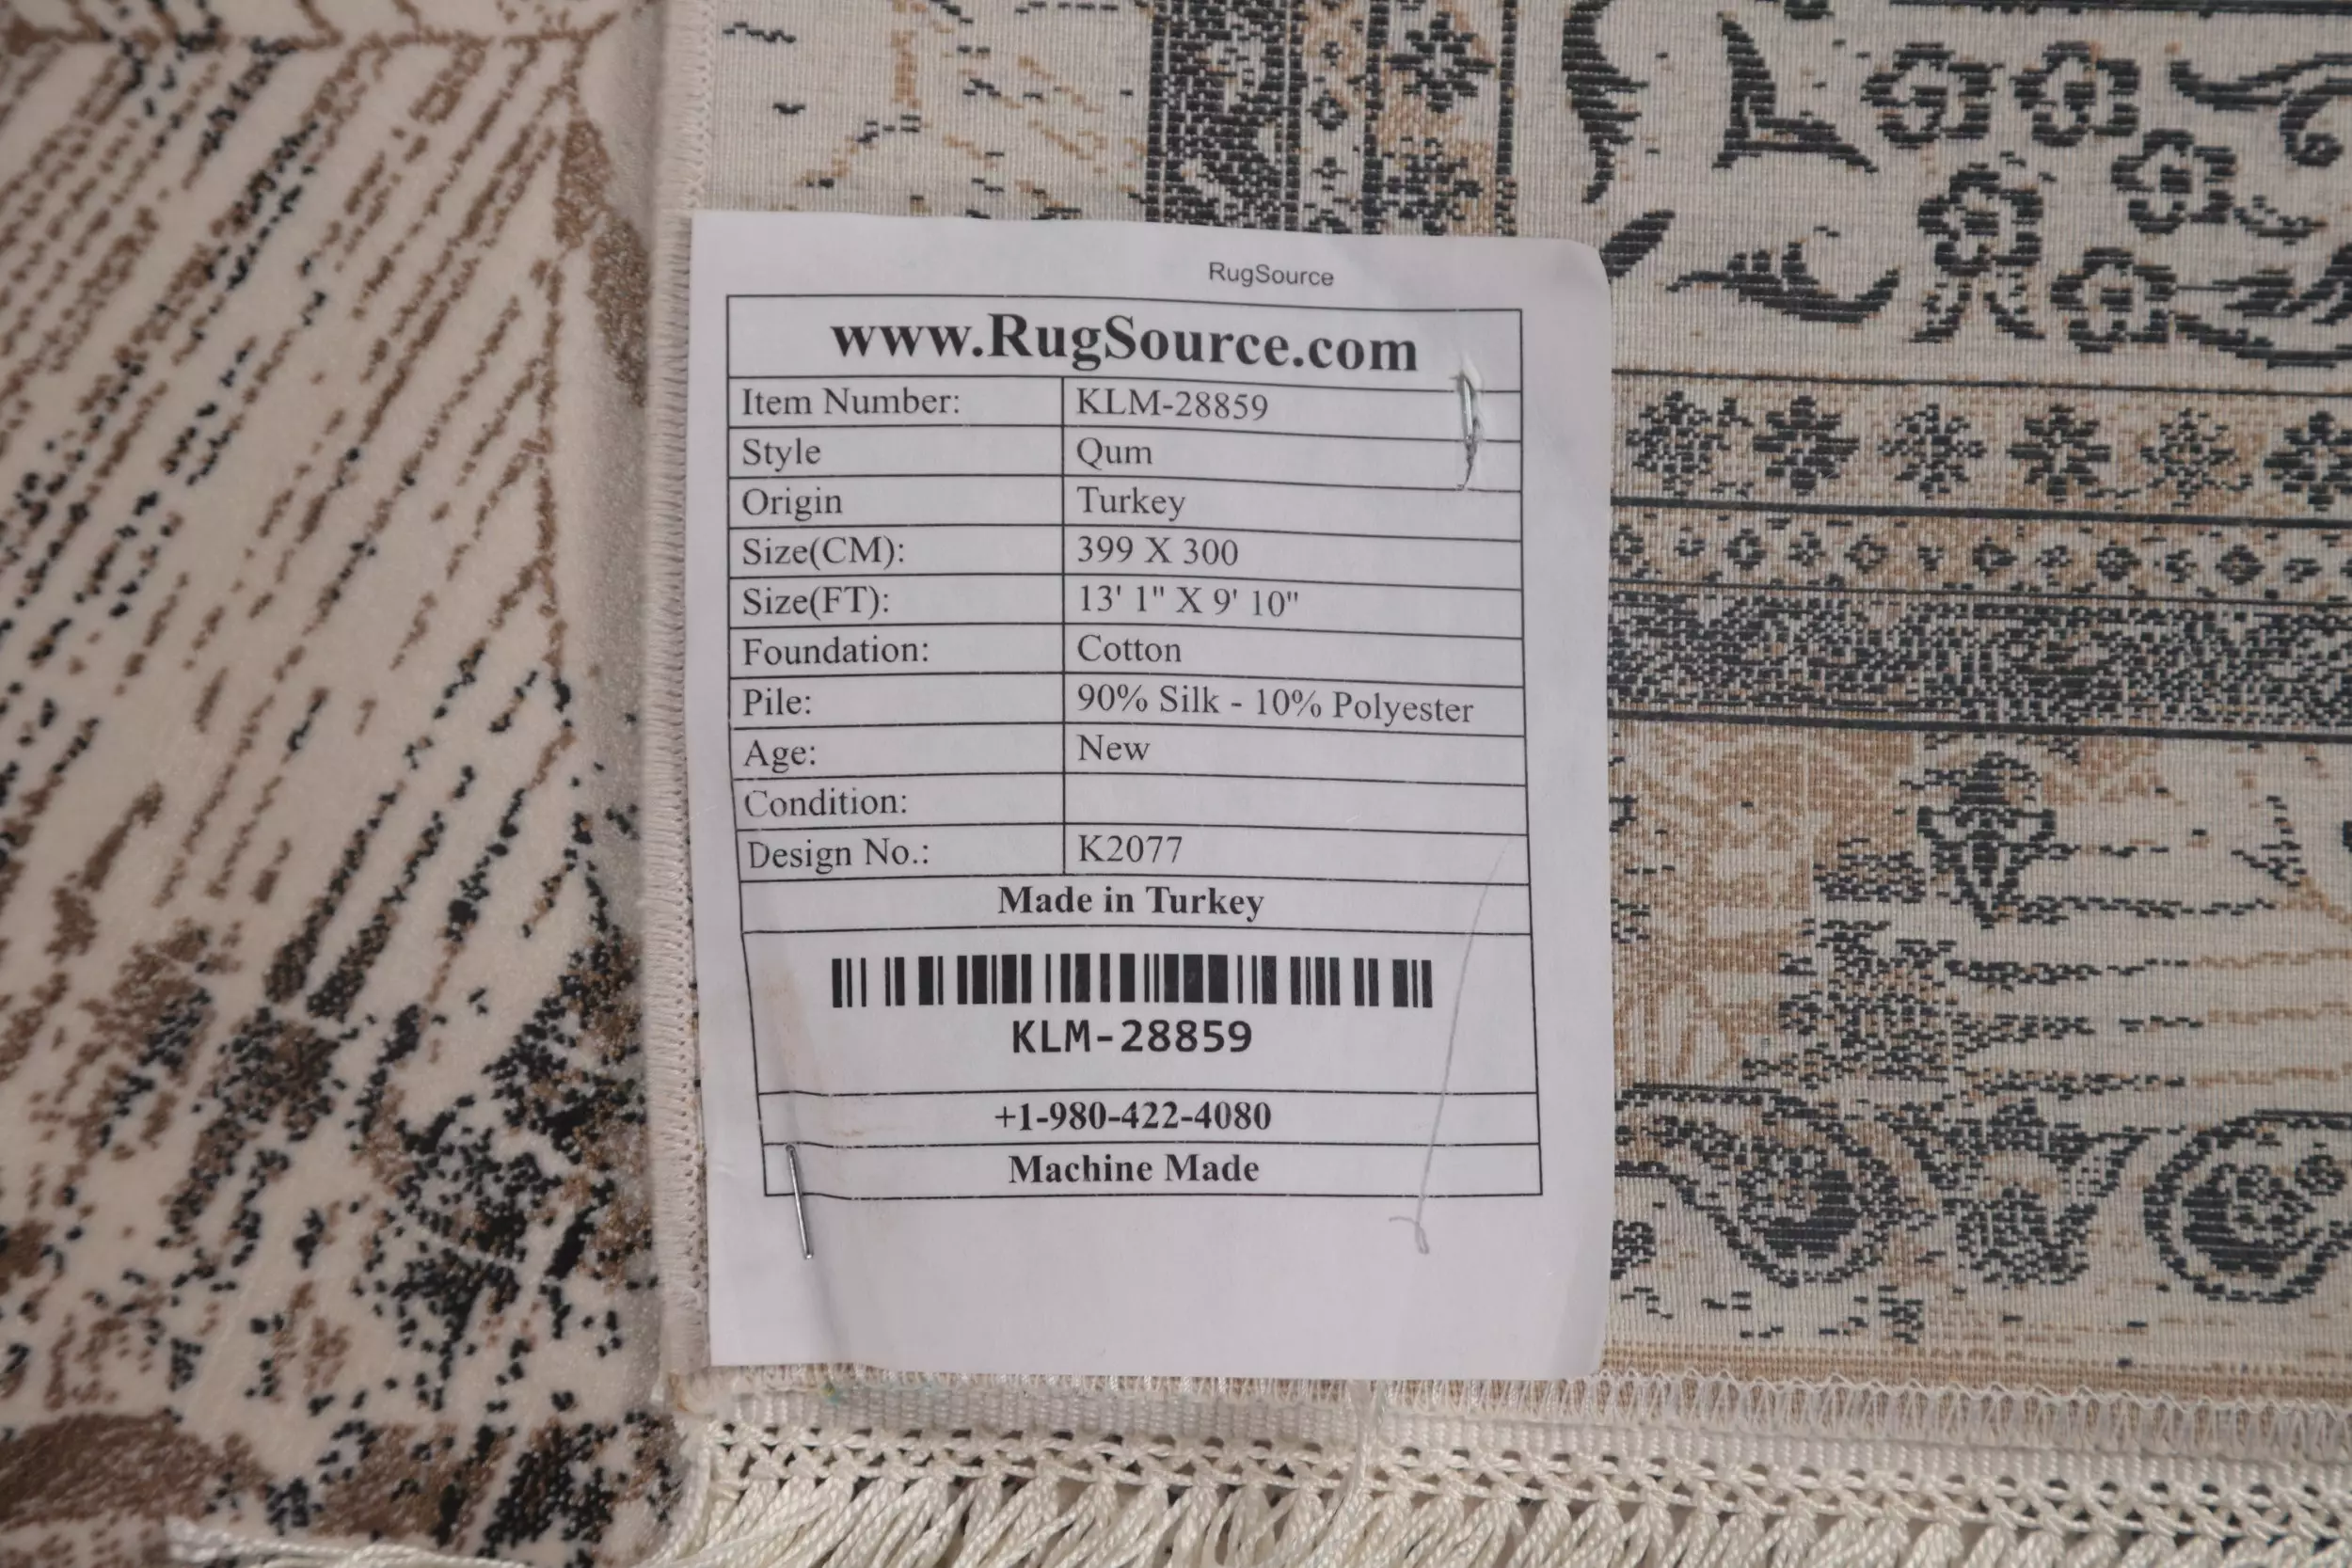 RugSource
www.RugSource.com
Item Number: KLM-28859
Style Qum
Origin Turkey
Size(CM): 399 X 300
Size(FT): 13' 1" X 9' 10"
Foundation: Cotton
Pile: 90% Silk - 10% Polyester
Age: New
Condition:
Design No.: K2077
Made in Turkey
KLM-28859
+1-980-422-4080
Machine Made